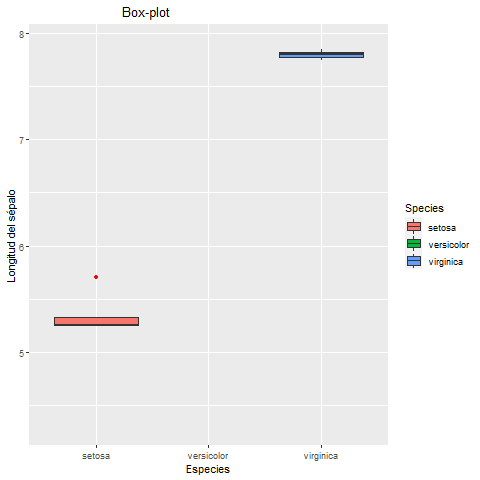 Box-plot
8
7
6
5
Longitud del sépalo
setosa
versicolor
virginica
Especies
Species
setosa
versicolor
virginica